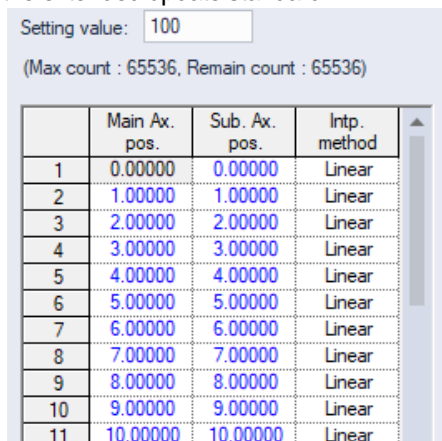 Setting value: 100
(Max count : 65536, Remain count : 65536)
Main Ax. pos. Sub. Ax. pos. Intp. method
1 0.00000 0.00000 Linear
2 1.00000 1.00000 Linear
3 2.00000 2.00000 Linear
4 3.00000 3.00000 Linear
5 4.00000 4.00000 Linear
6 5.00000 5.00000 Linear
7 6.00000 6.00000 Linear
8 7.00000 7.00000 Linear
9 8.00000 8.00000 Linear
10 9.00000 9.00000 Linear
11 10.00000 10.00000 Linear